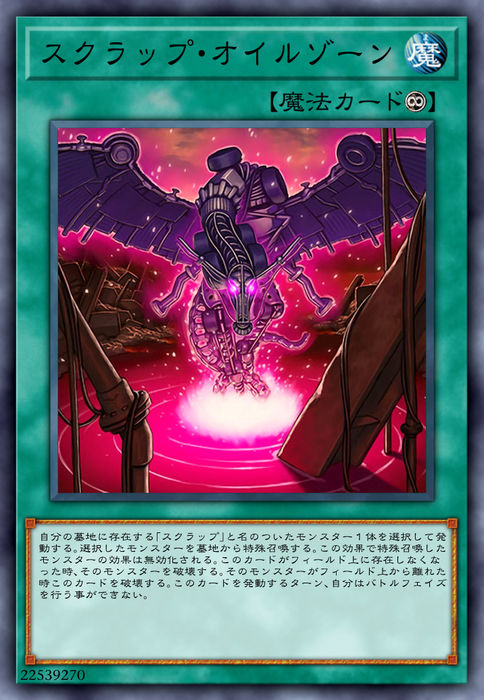 スクラップ・オイルゾーン
魔
【魔法カード♾】
自分の墓地に存在する「スクラップ」と名のついたモンスター1体を選択して発
動する。選択したモンスターを墓地から特殊召喚する。この効果で特殊召喚した
モンスターの効果は無効化される。このカードがフィールド上に存在しなくな
った時、そのモンスターを破壊する。そのモンスターがフィールド上から離れた
時このカードを破壊する。このカードを発動するターン、自分はバトルフェイズ
を行う事ができない。
22539270